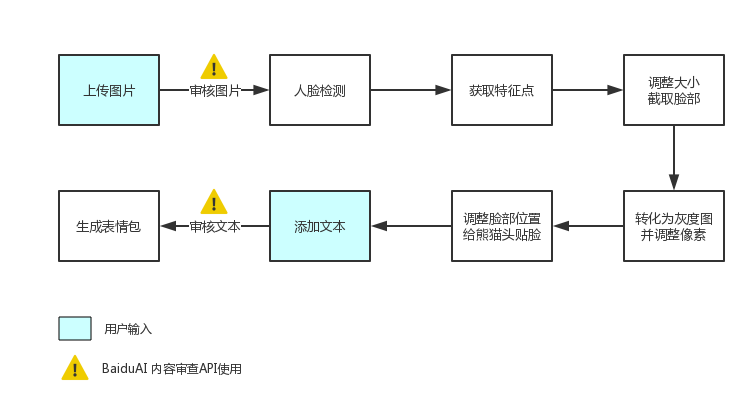 上传图片
审核图片
人脸检测
获取特征点
调整大小
截取脸部
转化为灰度图
并调整像素
调整脸部位置
给熊猫头贴脸
添加文本
审核文本
生成表情包
用户输入
BaiduAI 内容审查API使用